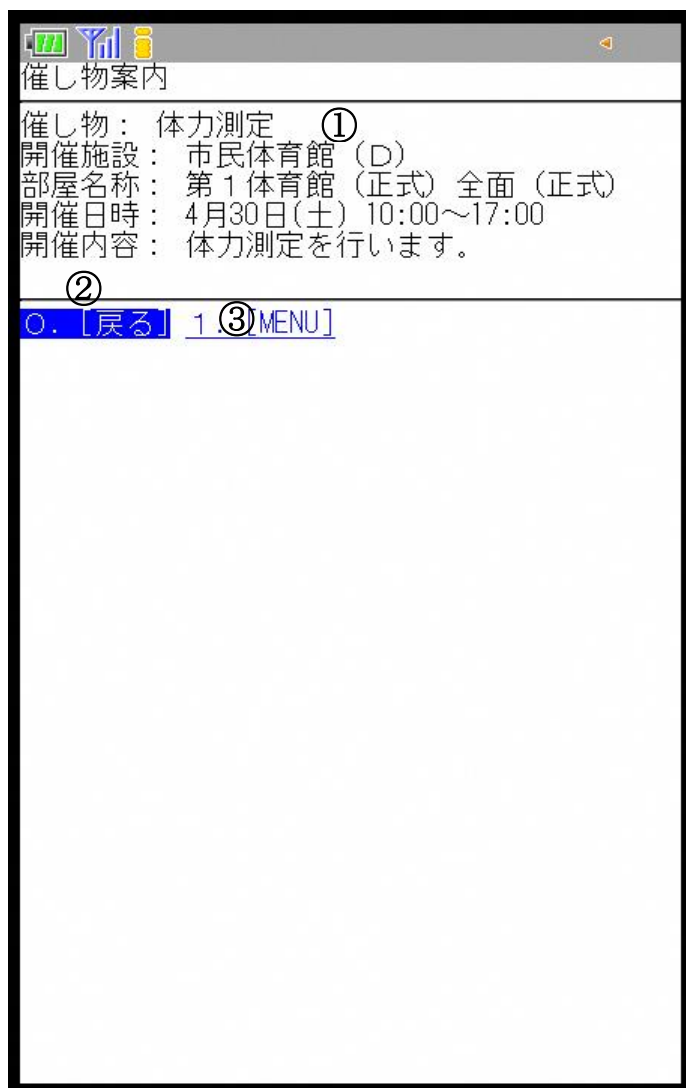 催し物案内
催し物： 体力測定 ①
開催施設： 市民体育館（Ｄ）
部屋名称： 第１体育館（正式）全面（正式）
開催日時： 4月30日(土) 10:00～17:00
開催内容： 体力測定を行います。
②
０．[戻る] １．③[MENU]